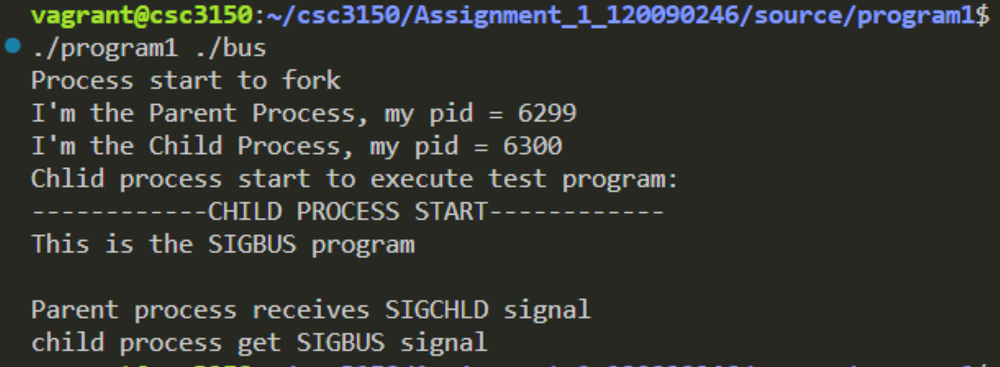 vagrant@csc3150:~/csc3150/Assignment_1_120090246/source/program1$
./program1 ./bus
Process start to fork
I'm the Parent Process, my pid = 6299
I'm the Child Process, my pid = 6300
Chlid process start to execute test program:
------------CHILD PROCESS START------------
This is the SIGBUS program
Parent process receives SIGCHLD signal
child process get SIGBUS signal